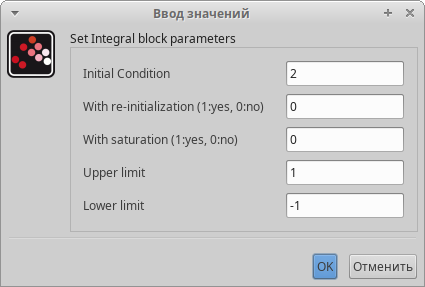 Ввод значений
Set Integral block parameters
Initial Condition 2
With re-initialization (1:yes, 0:no) 0
With saturation (1:yes, 0:no) 0
Upper limit 1
Lower limit -1
OK Отменить